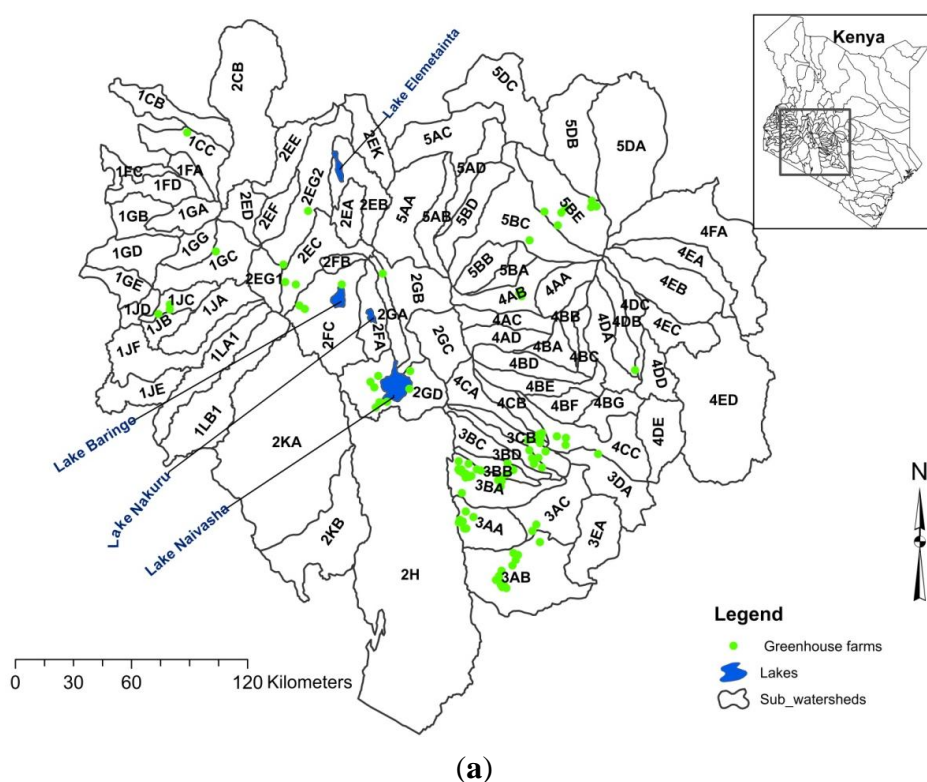 Kenya
Lake Elemetainta
2CB
5DC
1CB
1CC
2EE
2EK
5AC
5DB
5DA
1FA
1FC
1FD
2EG2
5AD
1GB
1GA
2ED
2EF
2EA
2EB
5AA
5AB
5BD
5BE
5BC
4FA
1GD
1GG
1GC
2EC
2FB
5BB
5BA
4EA
1GE
2EG1
2GB
4AB
4AA
4EB
1JD
1JC
1JA
1JB
2GA
4AC
4BB
4DA
4DC
4DB
4EC
1JF
1LA1
2FC
2FA
2GC
4AD
4BA
4BC
4BD
4DD
1JE
2GD
4CA
4BE
4BG
4ED
1LB1
4CB
4BF
4DE
2KA
3BC
3CB
4CC
3BD
3BB
3BA
3DA
Lake Baringo
Lake Nakuru
Lake Naivasha
3AC
3AA
3EA
2KB
2H
3AB
N
Legend
Greenhouse farms
Lakes
Sub_watersheds
0 30 60 120 Kilometers
(a)